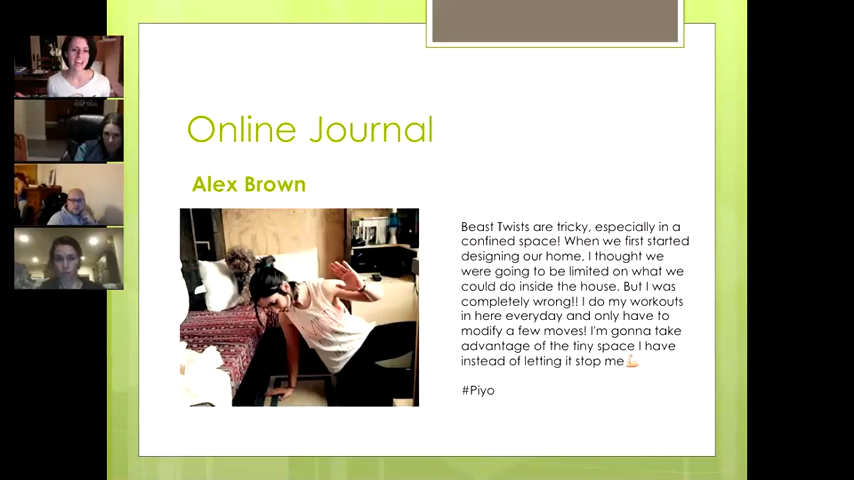 Online Journal
Alex Brown
Beast Twists are tricky, especially in a
confined space! When we first started
designing our home, I thought we
were going to be limited on what we
could do inside the house. But I was
completely wrong!! I do my workouts
in here everyday and only have to
modify a few moves! I'm gonna take
advantage of the tiny space I have
instead of letting it stop me💪🏻
#Piyo